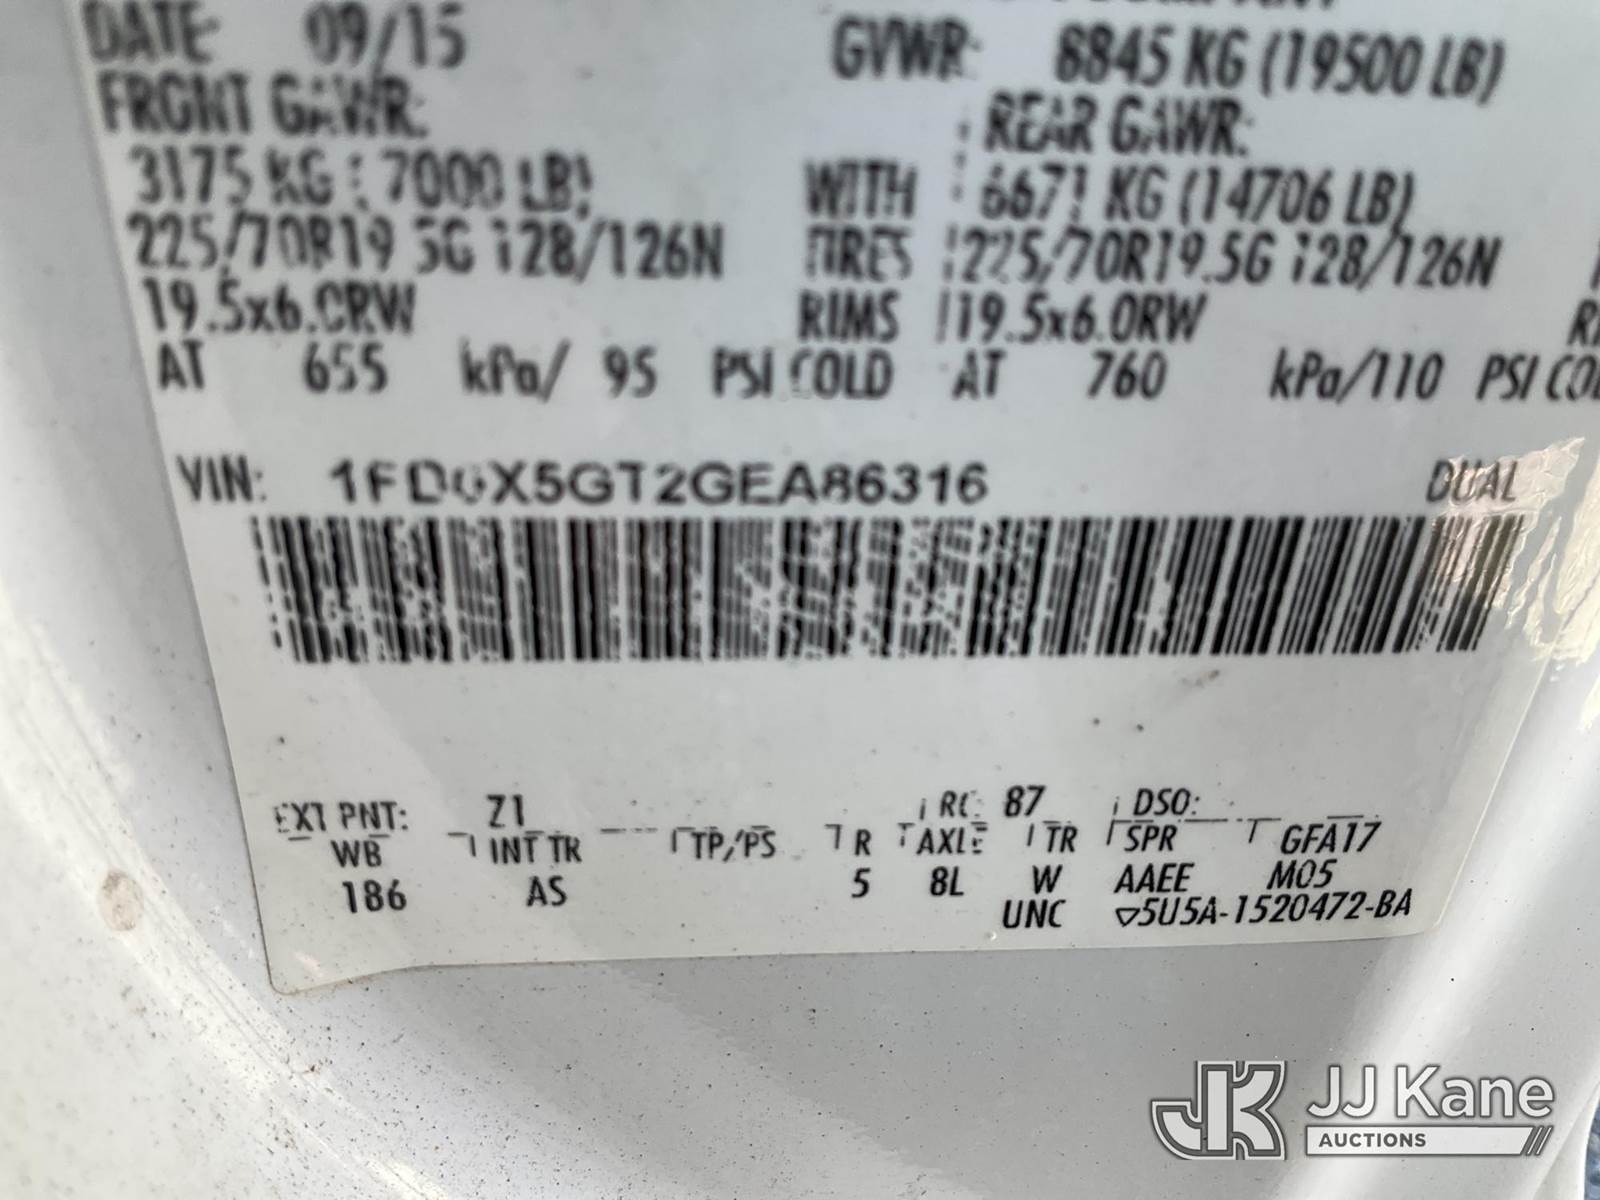 DATE: 09/15 GVWR: 8845 KG (19500 LB)
FRONT GAWR: REAR GAWR:
3175 KG (7000 LB) WITH 6671 KG (14706 LB)
225/70R19.5G 128/126N TIRES 225/70R19.5G 128/126N
19.5x6.0RW RIMS 19.5x6.0RW
AT 655 kPa/ 95 PSI COLD AT 760 kPa/110 PSI COL
VIN: 1FD0X5GT2GEA86316 DUAL
EXT PNT: Z1 RC: 87 DSO:
WB INT TR TP/PS R AXLE TR SPR GFA17
186 AS 5 8L W AAEE M05
UNC ▽5U5A-1520472-BA
JK JJ Kane
AUCTIONS